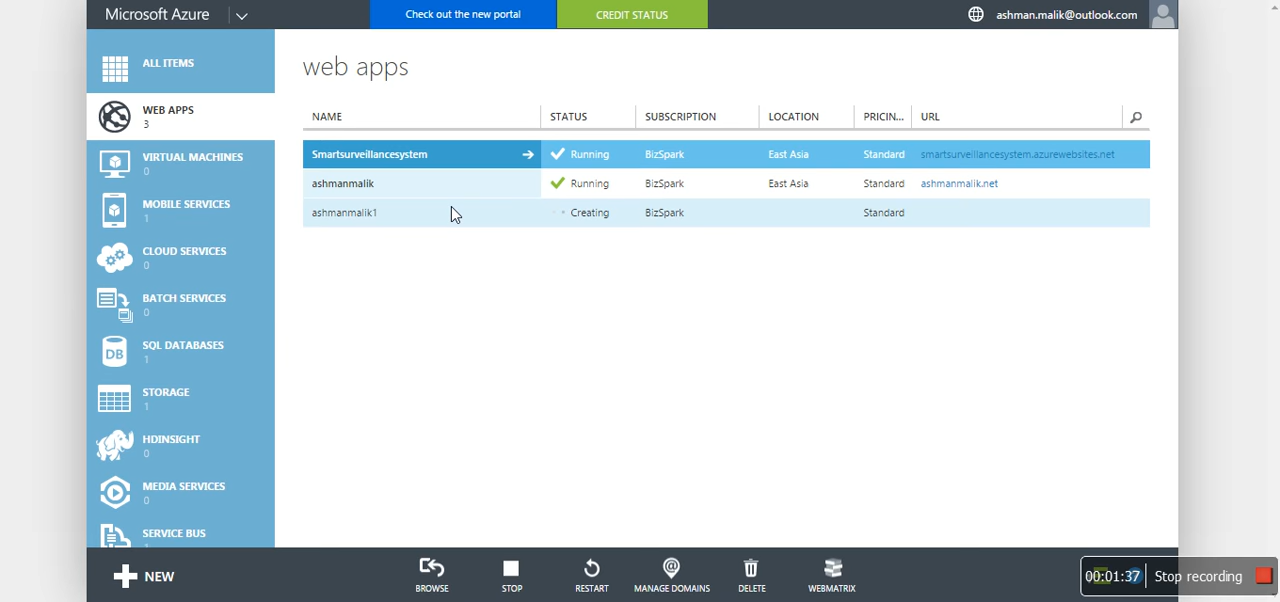 Microsoft Azure
Check out the new portal
CREDIT STATUS
ashman.malik@outlook.com
ALL ITEMS
WEB APPS
3
VIRTUAL MACHINES
0
MOBILE SERVICES
1
CLOUD SERVICES
0
BATCH SERVICES
0
DB
SQL DATABASES
1
STORAGE
1
HDINSIGHT
0
MEDIA SERVICES
0
SERVICE BUS
web apps
NAME STATUS SUBSCRIPTION LOCATION PRICIN... URL
Smartsurveillancesystem Running BizSpark East Asia Standard smartsurveillancesystem.azurewebsites.net
ashmanmalik Running BizSpark East Asia Standard ashmanmalik.net
ashmanmalik1 Creating BizSpark Standard
NEW
BROWSE
STOP
RESTART
MANAGE DOMAINS
DELETE
WEBMATRIX
00:01:37 Stop recording